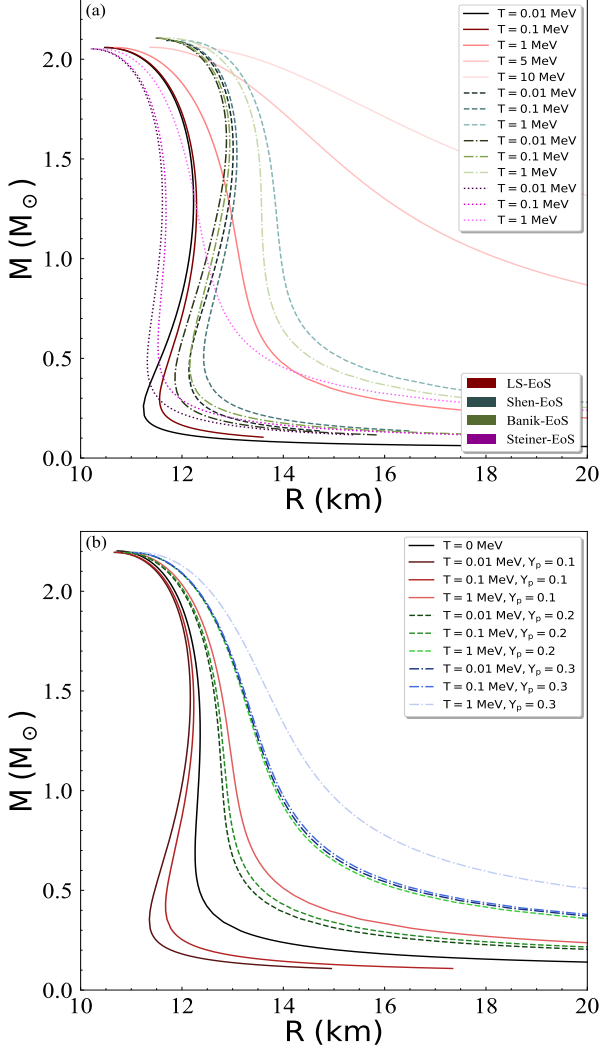 (a)
T = 0.01 MeV
T = 0.1 MeV
T = 1 MeV
T = 5 MeV
T = 10 MeV
T = 0.01 MeV
T = 0.1 MeV
T = 1 MeV
T = 0.01 MeV
T = 0.1 MeV
T = 1 MeV
T = 0.01 MeV
T = 0.1 MeV
T = 1 MeV
LS-EoS
Shen-EoS
Banik-EoS
Steiner-EoS
2.0
1.5
1.0
0.5
0.0
M (M⊙)
10 12 14 16 18 20
R (km)
(b)
T = 0 MeV
T = 0.01 MeV, Yp = 0.1
T = 0.1 MeV, Yp = 0.1
T = 1 MeV, Yp = 0.1
T = 0.01 MeV, Yp = 0.2
T = 0.1 MeV, Yp = 0.2
T = 1 MeV, Yp = 0.2
T = 0.01 MeV, Yp = 0.3
T = 0.1 MeV, Yp = 0.3
T = 1 MeV, Yp = 0.3
2.0
1.5
1.0
0.5
0.0
M (M⊙)
10 12 14 16 18 20
R (km)